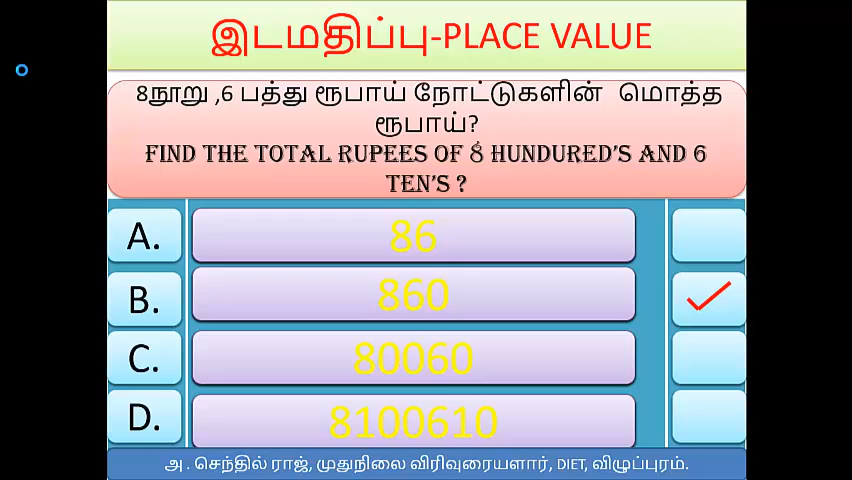 இடமதிப்பு-PLACE VALUE
8நூறு ,6 பத்து ரூபாய் நோட்டுகளின் மொத்த
ரூபாய்?
FIND THE TOTAL RUPEES OF 8 HUNDURED'S AND 6
TEN'S ?
A. 86
B. 860
C. 80060
D. 8100610
அ . செந்தில் ராஜ், முதுநிலை விரிவுரையளார், DIET, விழுப்புரம்.